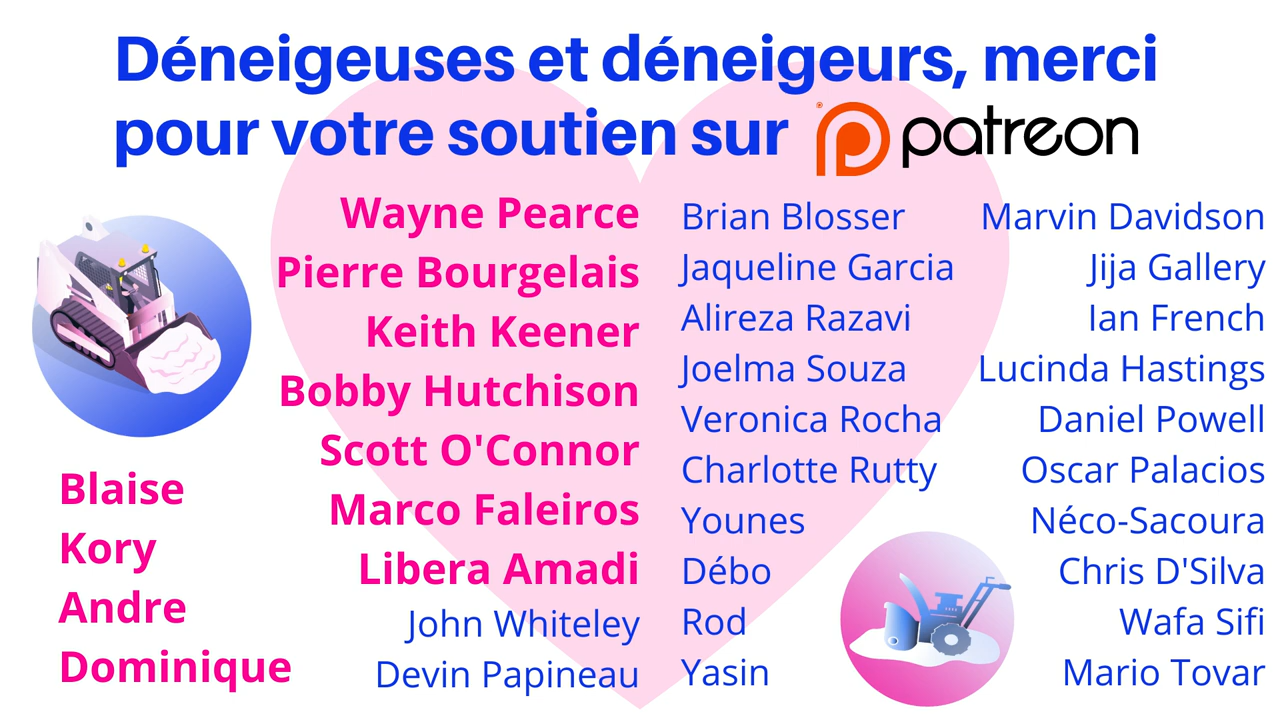 Déneigeuses et déneigeurs, merci
pour votre soutien sur patreon
Blaise
Kory
Andre
Dominique
Wayne Pearce
Pierre Bourgelais
Keith Keener
Bobby Hutchison
Scott O'Connor
Marco Faleiros
Libera Amadi
John Whiteley
Devin Papineau
Brian Blosser
Jaqueline Garcia
Alireza Razavi
Joelma Souza
Veronica Rocha
Charlotte Rutty
Younes
Débo
Rod
Yasin
Marvin Davidson
Jija Gallery
Ian French
Lucinda Hastings
Daniel Powell
Oscar Palacios
Néco-Sacoura
Chris D'Silva
Wafa Sifi
Mario Tovar